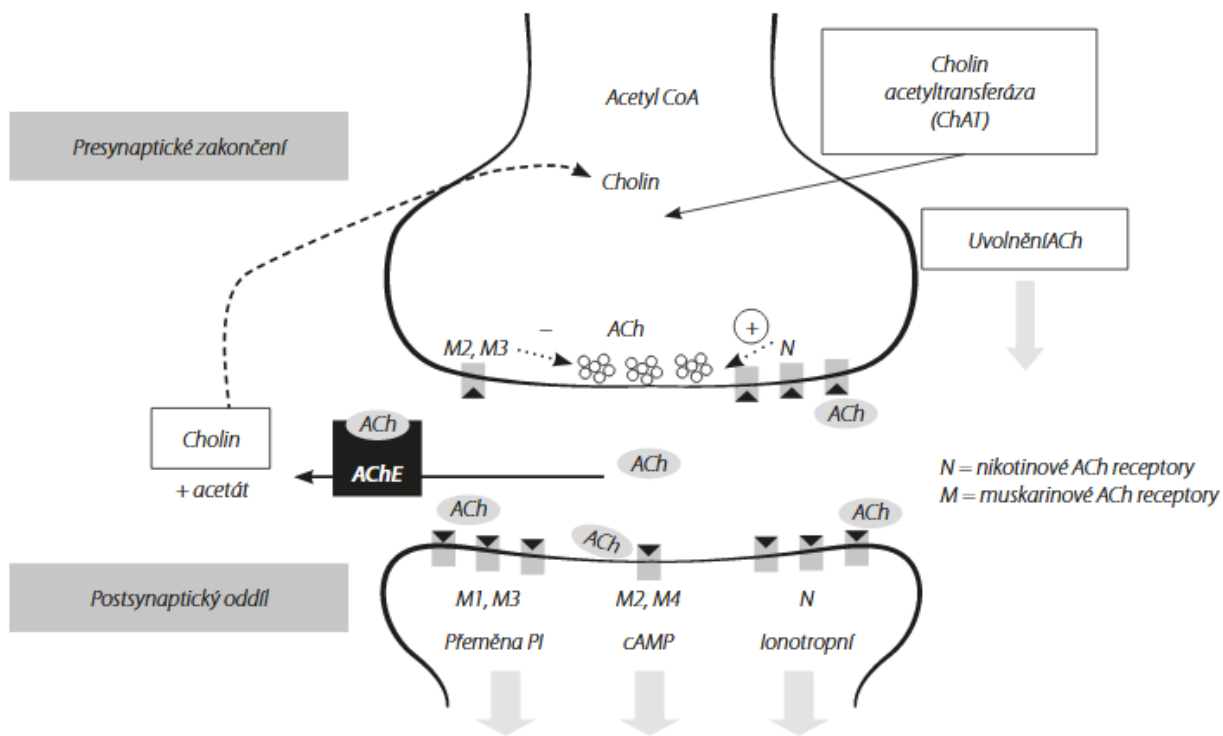 Acetyl CoA
Cholin
acetyltransferáza
(ChAT)
Presynaptické zakončení
Cholin
UvolněníACh
M2, M3
–
ACh
+
N
ACh
Cholin
+ acetát
ACh
AChE
ACh
N = nikotinové ACh receptory
M = muskarinové ACh receptory
ACh
ACh
ACh
Postsynaptický oddíl
M1, M3
M2, M4
N
Přeměna PI
cAMP
Ionotropní